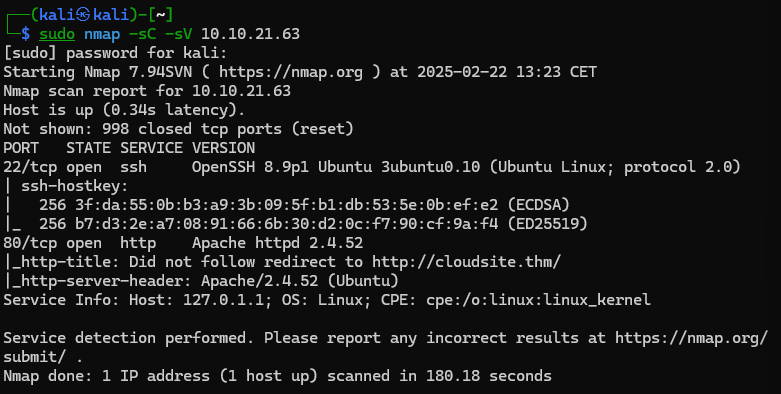 ┌──(kali㉿kali)-[~]
└─$ sudo nmap -sC -sV 10.10.21.63
[sudo] password for kali:
Starting Nmap 7.94SVN ( https://nmap.org ) at 2025-02-22 13:23 CET
Nmap scan report for 10.10.21.63
Host is up (0.34s latency).
Not shown: 998 closed tcp ports (reset)
PORT   STATE SERVICE VERSION
22/tcp open  ssh     OpenSSH 8.9p1 Ubuntu 3ubuntu0.10 (Ubuntu Linux; protocol 2.0)
| ssh-hostkey:
|   256 3f:da:55:0b:b3:a9:3b:09:5f:b1:db:53:5e:0b:ef:e2 (ECDSA)
|_  256 b7:d3:2e:a7:08:91:66:6b:30:d2:0c:f7:90:cf:9a:f4 (ED25519)
80/tcp open  http    Apache httpd 2.4.52
|_http-title: Did not follow redirect to http://cloudsite.thm/
|_http-server-header: Apache/2.4.52 (Ubuntu)
Service Info: Host: 127.0.1.1; OS: Linux; CPE: cpe:/o:linux:linux_kernel

Service detection performed. Please report any incorrect results at https://nmap.org/
submit/ .
Nmap done: 1 IP address (1 host up) scanned in 180.18 seconds